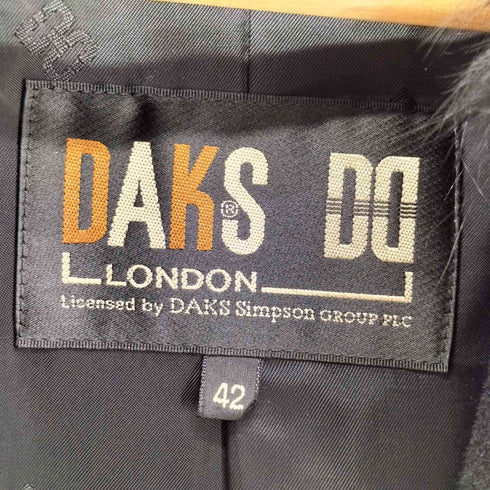 DAKS® DD
LONDON
Licensed by DAKS Simpson GROUP PLC
42